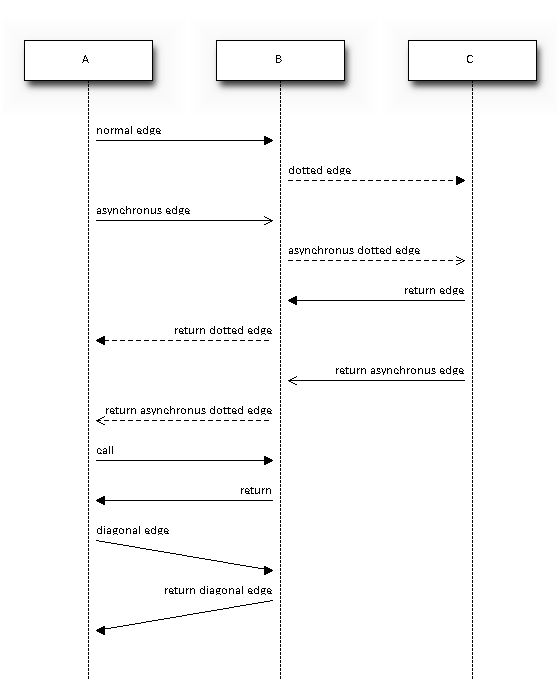 A
B
C
normal edge
dotted edge
asynchronus edge
asynchronus dotted edge
return edge
return dotted edge
return asynchronus edge
return asynchronus dotted edge
call
return
diagonal edge
return diagonal edge